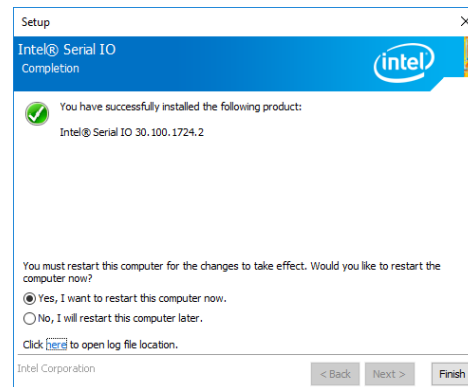 Setup
Intel® Serial IO
Completion
intel
You have successfully installed the following product:
Intel® Serial IO 30.100.1724.2
You must restart this computer for the changes to take effect. Would you like to restart the
computer now?
Yes, I want to restart this computer now.
No, I will restart this computer later.
Click here to open log file location.
Intel Corporation
< Back Next > Finish